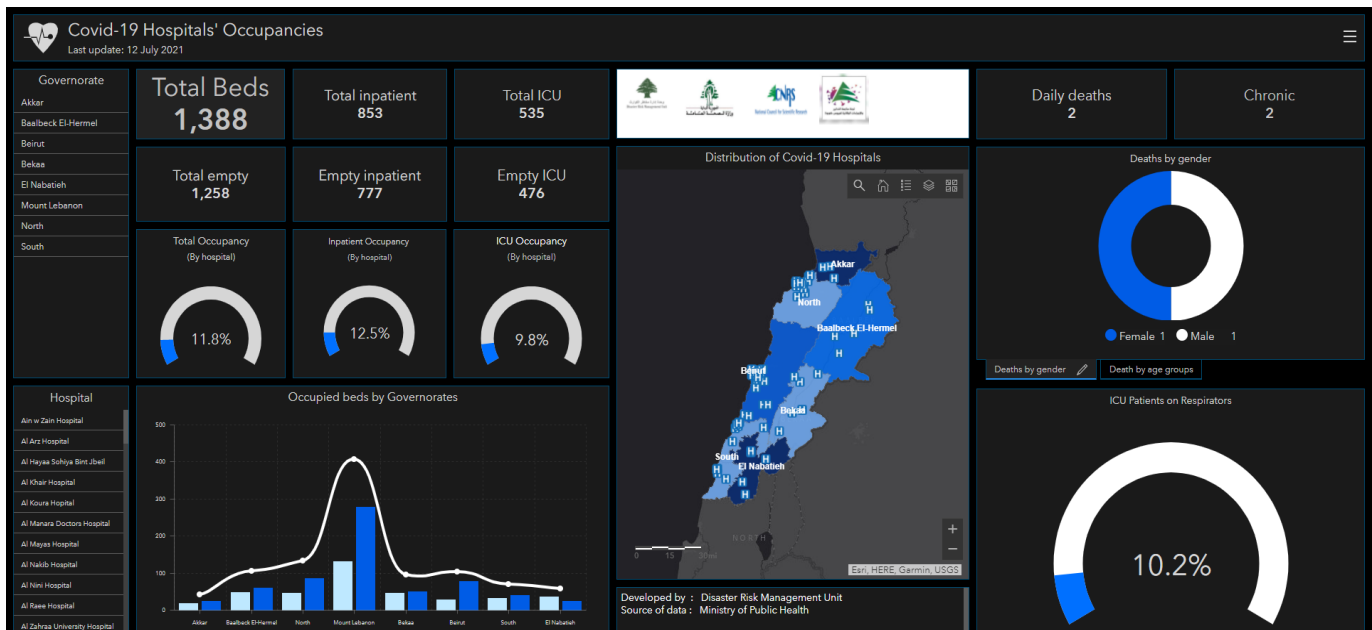 Covid-19 Hospitals' Occupancies
Last update: 12 July 2021
Governorate
Akkar
Baalbeck El-Hermel
Beirut
Bekaa
El Nabatieh
Mount Lebanon
North
South
Total Beds
1,388
Total inpatient
853
Total ICU
535
Total empty
1,258
Empty inpatient
777
Empty ICU
476
Total Occupancy
(By hospital)
11.8%
Inpatient Occupancy
(By hospital)
12.5%
ICU Occupancy
(By hospital)
9.8%
CNRS
National Council for Scientific Research
Daily deaths
2
Chronic
2
Distribution of Covid-19 Hospitals
Akkar
North
Baalbeck El-Hermel
Beirut
Bekaa
South
El Nabatieh
NORTH
0 15 30mi
Esri, HERE, Garmin, USGS
Deaths by gender
Female 1 Male 1
Deaths by gender
Death by age groups
Hospital
Ain w Zain Hospital
Al Arz Hospital
Al Hayaa Sohiya Bint Jbeil
Al Khair Hospital
Al Koura Hopital
Al Manara Doctors Hospital
Al Mayas Hospital
Al Nakib Hospital
Al Nini Hospital
Al Raee Hospital
Al Zahraa University Hospital
Occupied beds by Governorates
500
400
300
200
100
0
Akkar Baalbeck El-Hermel North Mount Lebanon Bekaa Beirut South El Nabatieh
Developed by : Disaster Risk Management Unit
Source of data : Ministry of Public Health
ICU Patients on Respirators
10.2%